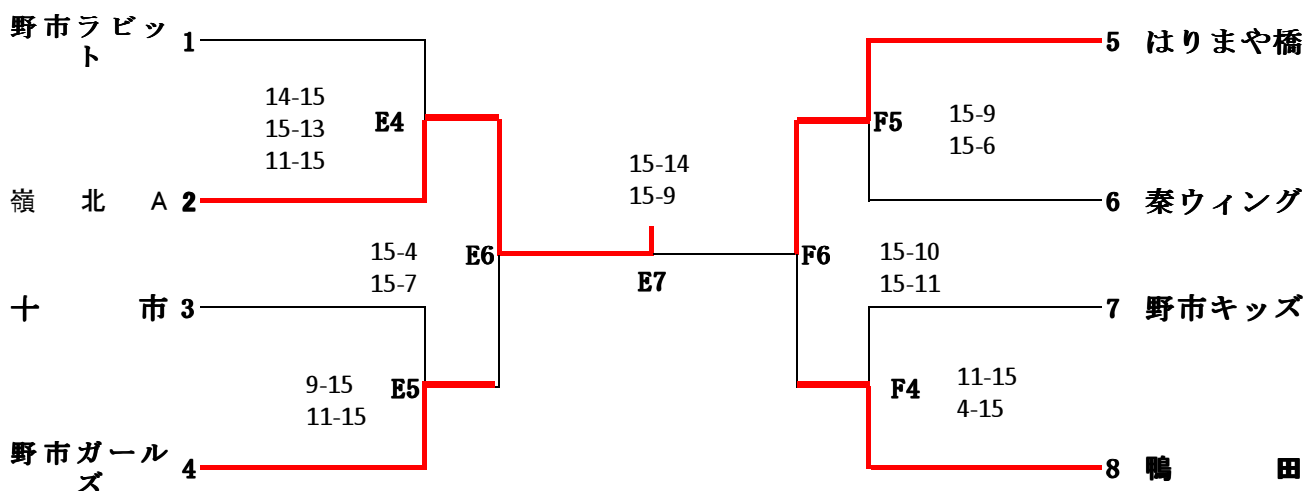 野市ラビッ
ト
1
14-15
15-13
11-15
E4
嶺 北 A 2
15-4
15-7
E6
十 市 3
9-15
11-15
E5
野市ガール
ズ
4
15-14
15-9
E7
5 はりまや橋
F5
15-9
15-6
6 秦ウィング
F6
15-10
15-11
7 野市キッズ
F4
11-15
4-15
8 鴨 田